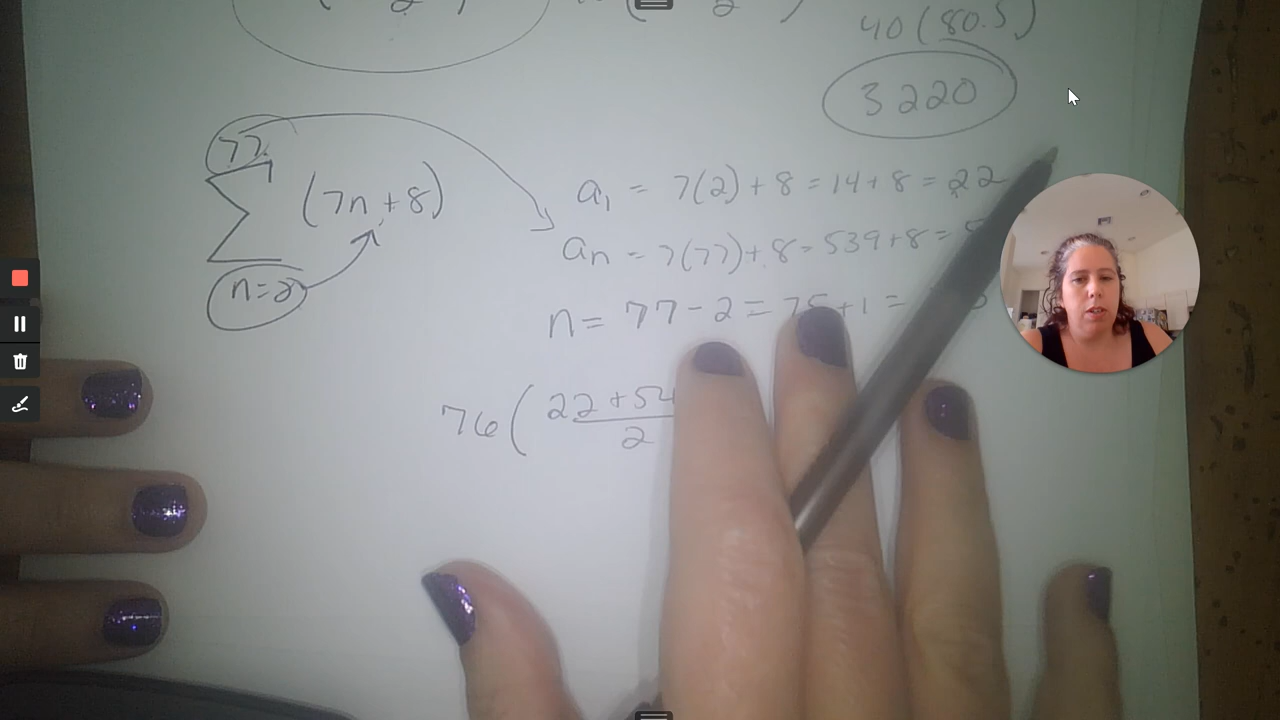 40(80.5)
3220
77
Σ (7n+8)
n=2
a₁ = 7(2)+8=14+8=22
aₙ = 7(77)+8=539+8=
n= 77-2=75+1=
76(22+54
2